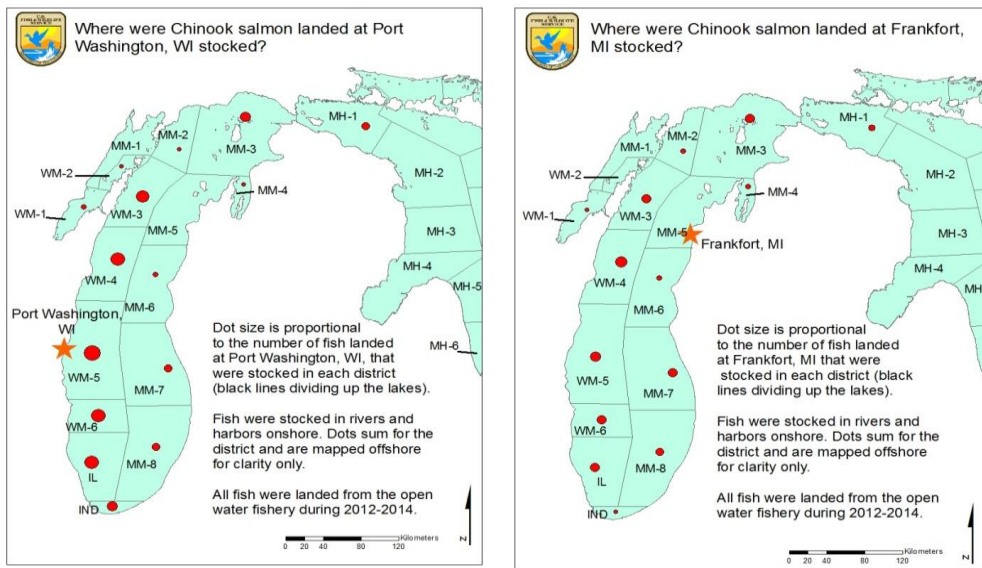 U.S.
FISH & WILDLIFE
SERVICE
Where were Chinook salmon landed at Port
Washington, WI stocked?
MH-1
MM-2
MM-1
MM-3
WM-2
MM-4
MH-2
WM-1
WM-3
MM-5
MH-3
MH-4
WM-4
MH-5
MM-6
Port Washington,
WI
Dot size is proportional
to the number of fish landed
at Port Washington, WI, that
were stocked in each district
(black lines dividing up the lakes).
MH-6
WM-5
MM-7
Fish were stocked in rivers and
harbors onshore. Dots sum for the
district and are mapped offshore
for clarity only.
WM-6
MM-8
IL
All fish were landed from the open
water fishery during 2012-2014.
IND
Kilometers
0 20 40 80 120
N
U.S.
FISH & WILDLIFE
SERVICE
Where were Chinook salmon landed at Frankfort,
MI stocked?
MH-1
MM-2
MM-1
MM-3
WM-2
MM-4
MH-2
WM-1
WM-3
MM-5
Frankfort, MI
MH-3
MH-4
WM-4
MH-5
MM-6
Dot size is proportional
to the number of fish landed
at Frankfort, MI that were
stocked in each district (black
lines dividing up the lakes).
MH-6
WM-5
MM-7
Fish were stocked in rivers and
harbors onshore. Dots sum for the
district and are mapped offshore
for clarity only.
WM-6
MM-8
IL
All fish were landed from the open
water fishery during 2012-2014.
IND
Kilometers
0 20 40 80 120
N